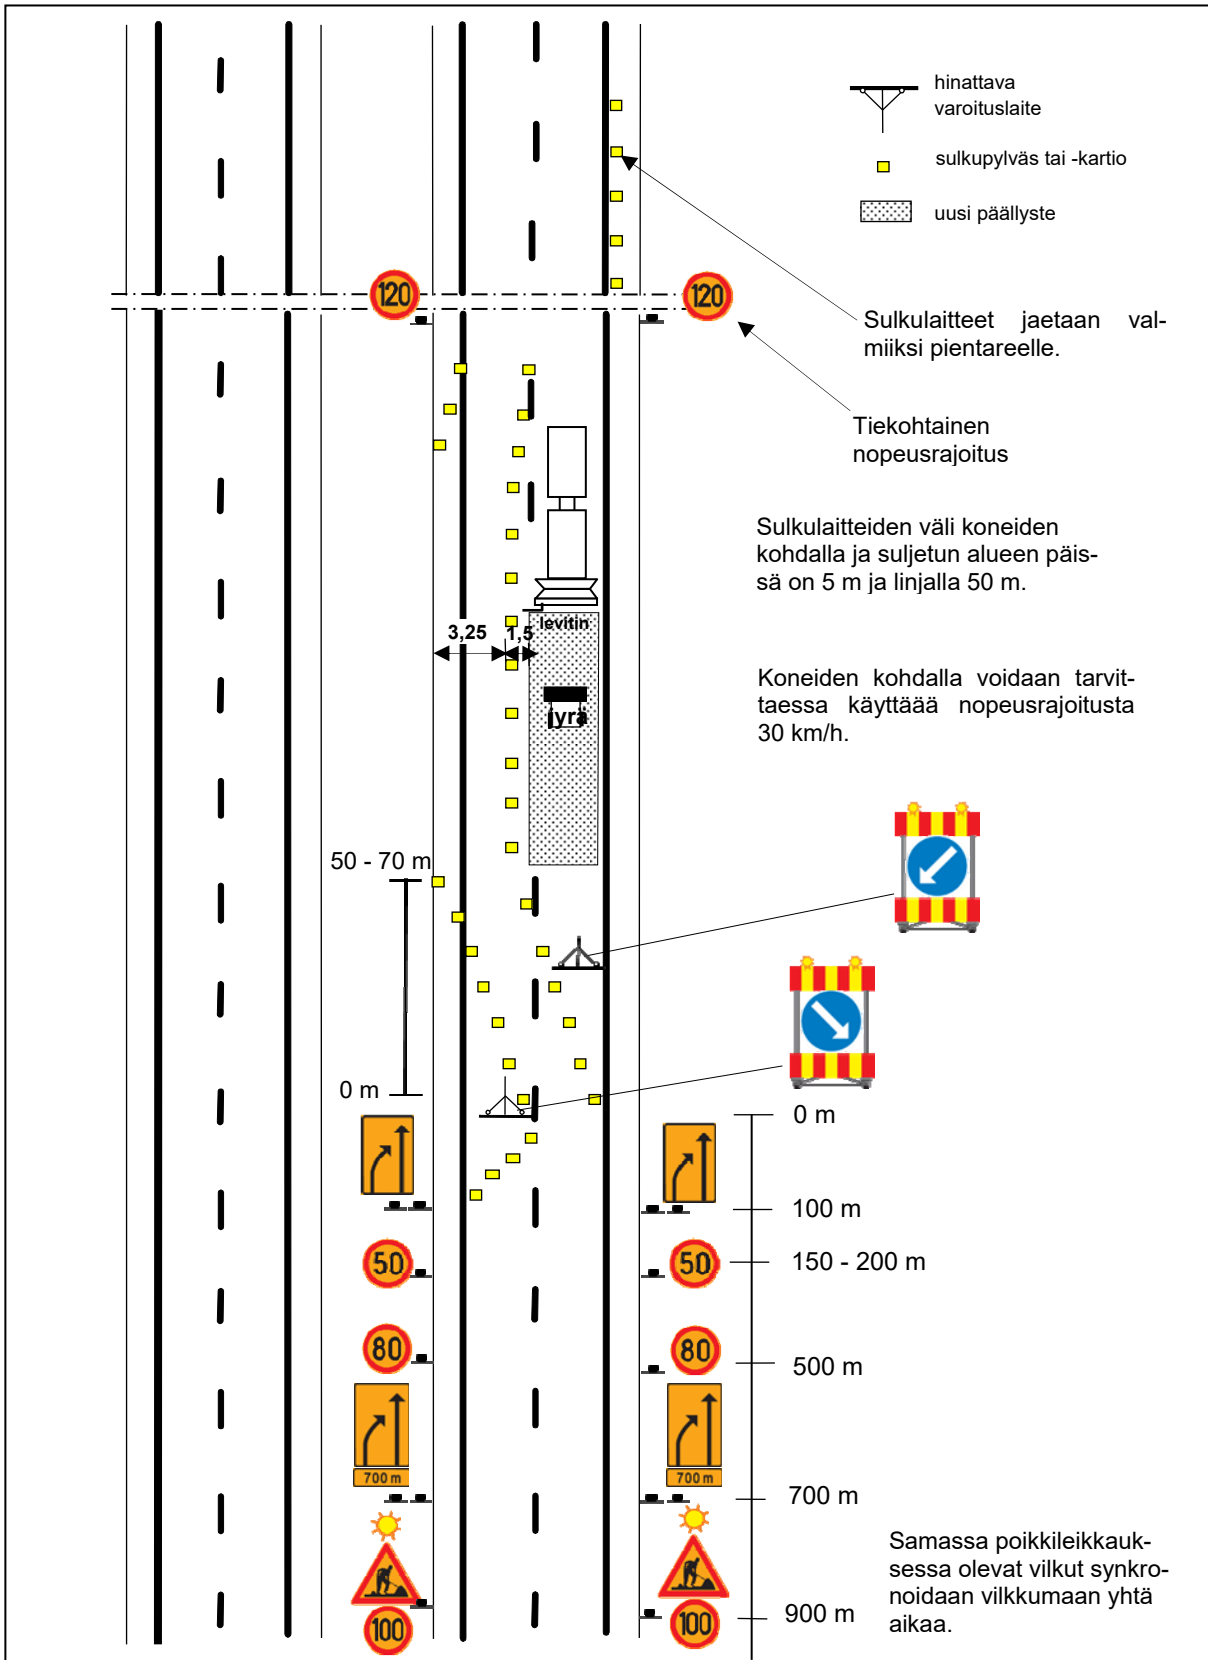 hinattava
varoituslaite
sulkupylväs tai -kartio
uusi päällyste
120
120
Sulkulaitteet jaetaan val-
miiksi pientareelle.
Tiekohtainen
nopeusrajoitus
Sulkulaitteiden väli koneiden
kohdalla ja suljetun alueen päis-
sä on 5 m ja linjalla 50 m.
levitin
3,25
1,5
Koneiden kohdalla voidaan tarvit-
taessa käyttäää nopeusrajoitusta
30 km/h.
jyrä
50 - 70 m
0 m
0 m
100 m
50
50
150 - 200 m
80
80
500 m
700 m
700 m
700 m
Samassa poikkileikkauk-
sessa olevat vilkut synkro-
noidaan vilkkumaan yhtä
aikaa.
100
100
900 m